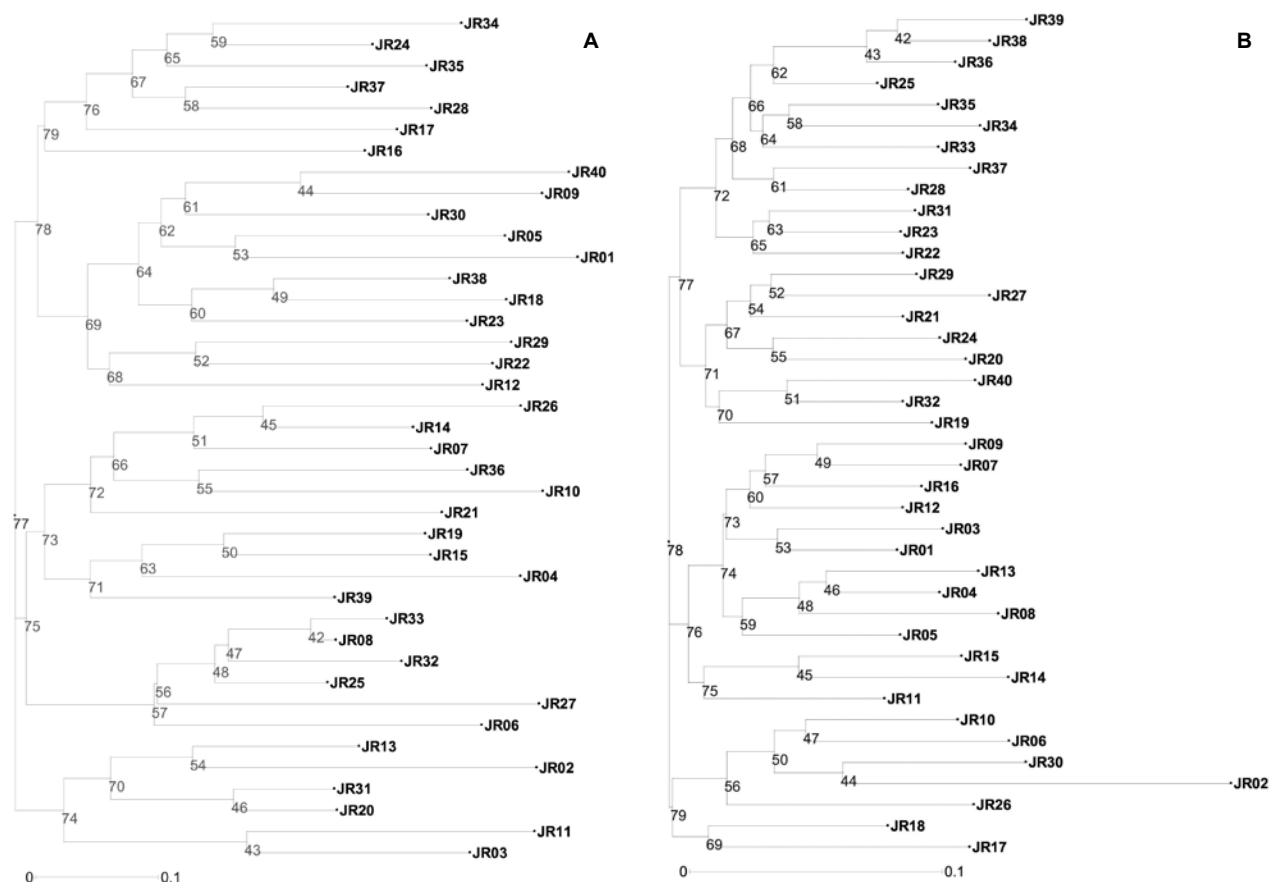 A
JR34
59
JR24
65
JR35
67
JR37
76
58
JR28
79
JR17
JR16
JR40
44
JR09
61
JR30
78
62
JR05
53
JR01
64
JR38
49
JR18
60
JR23
69
JR29
52
JR22
68
JR12
JR26
45
JR14
51
JR07
66
JR36
72
55
JR10
77
JR21
73
JR19
50
JR15
63
JR04
71
JR39
75
JR33
42
JR08
47
JR32
48
JR25
56
JR27
57
JR06
JR13
54
JR02
70
JR31
46
JR20
74
JR11
43
JR03
0
0.1
B
JR39
42
JR38
43
JR36
62
JR25
66
JR35
58
JR34
64
JR33
68
JR37
61
JR28
72
JR31
63
JR23
65
JR22
77
JR29
52
JR27
54
JR21
67
JR24
55
JR20
71
JR40
51
JR32
70
JR19
JR09
49
JR07
57
JR16
60
JR12
73
JR03
78
53
JR01
74
JR13
46
JR04
48
JR08
59
JR05
76
JR15
45
JR14
75
JR11
JR10
47
JR06
50
JR30
44
JR02
56
JR26
79
JR18
69
JR17
0
0.1